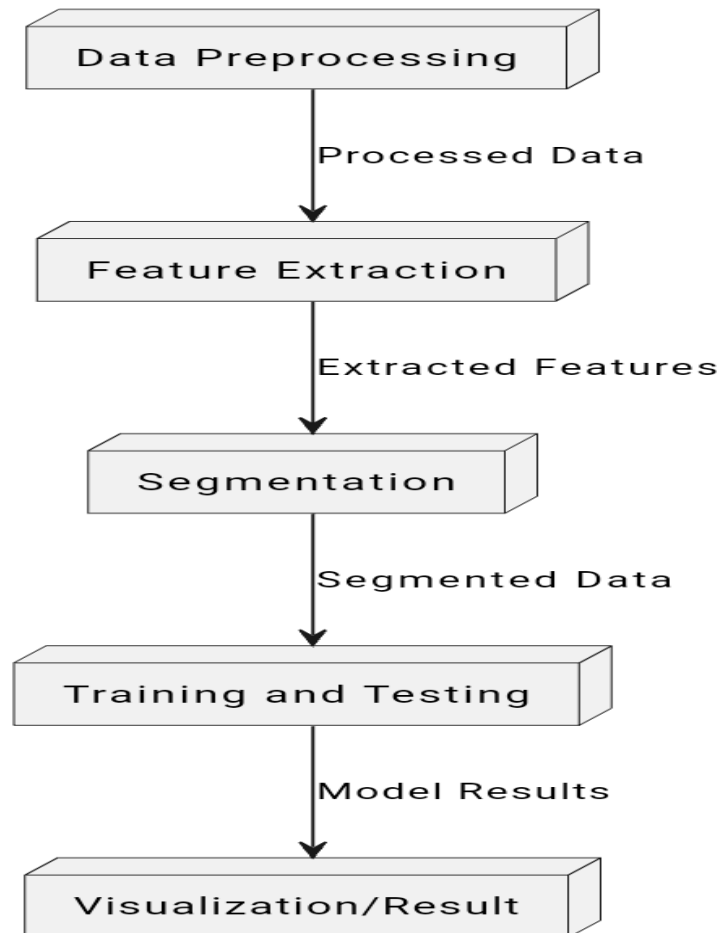 Data Preprocessing
Processed Data
Feature Extraction
Extracted Features
Segmentation
Segmented Data
Training and Testing
Model Results
Visualization/Result